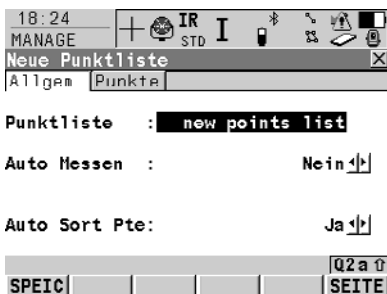 18:24
MANAGE
IR
STD
I
Neue Punktliste
Allgem Punkte
Punktliste : new points list
Auto Messen : Nein
Auto Sort Pte: Ja
Q2a
SPEIC SEITE